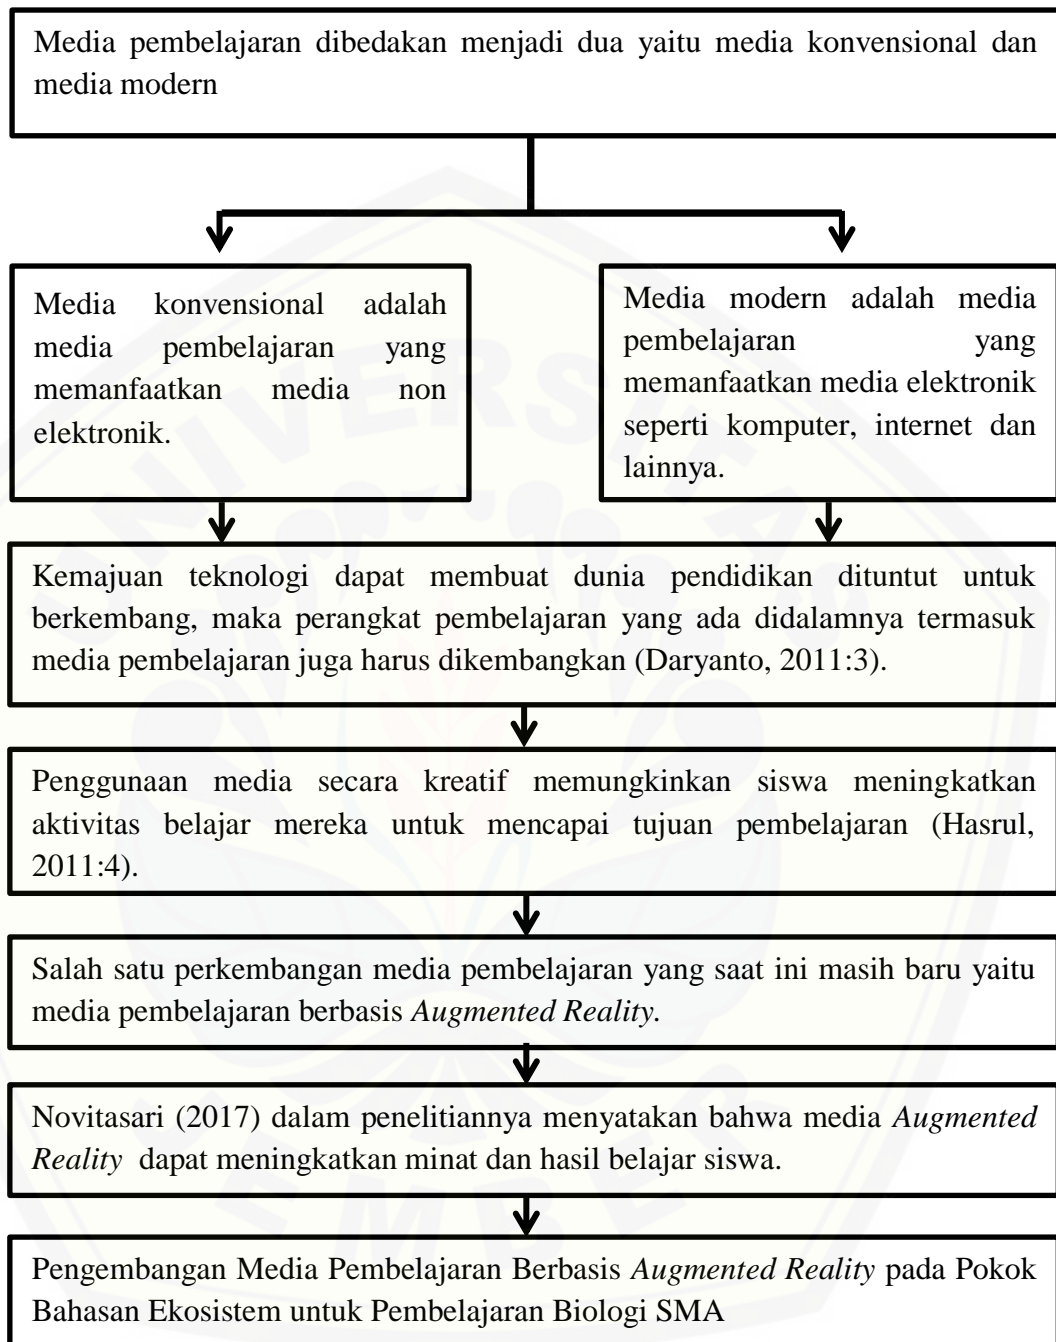 Media pembelajaran dibedakan menjadi dua yaitu media konvensional dan
media modern
Media konvensional adalah
media pembelajaran yang
memanfaatkan media non
elektronik.
Media modern adalah media
pembelajaran yang
memanfaatkan media elektronik
seperti komputer, internet dan
lainnya.
Kemajuan teknologi dapat membuat dunia pendidikan dituntut untuk
berkembang, maka perangkat pembelajaran yang ada didalamnya termasuk
media pembelajaran juga harus dikembangkan (Daryanto, 2011:3).
Penggunaan media secara kreatif memungkinkan siswa meningkatkan
aktivitas belajar mereka untuk mencapai tujuan pembelajaran (Hasrul,
2011:4).
Salah satu perkembangan media pembelajaran yang saat ini masih baru yaitu
media pembelajaran berbasis Augmented Reality.
Novitasari (2017) dalam penelitiannya menyatakan bahwa media Augmented
Reality dapat meningkatkan minat dan hasil belajar siswa.
Pengembangan Media Pembelajaran Berbasis Augmented Reality pada Pokok
Bahasan Ekosistem untuk Pembelajaran Biologi SMA
UNIVERSITAS
JEMBER